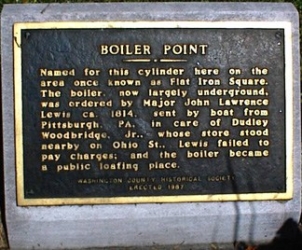 BOILER POINT
Named for this cylinder here on the
area once known as Flat Iron Square.
The boiler, now largely underground,
was ordered by Major John Lawrence
Lewis ca. 1814, sent by boat from
Pittsburgh, PA. in care of Dudley
Woodbridge, Jr., whose store stood
nearby on Ohio St., Lewis failed to
pay charges; and the boiler became
a public loafing place.
WASHINGTON COUNTY HISTORICAL SOCIETY
ERECTED 1987